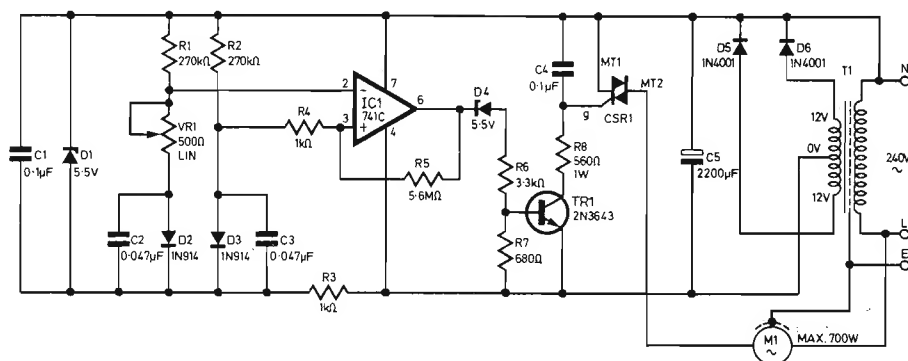 C1
0·1µF
D1
5·5V
R1
270kΩ
R2
270kΩ
VR1
500Ω
LIN
C2
0·047µF
D2
1N914
D3
1N914
C3
0·047µF
R3
1kΩ
R4
1kΩ
2
3
7
4
6
IC1
741C
R5
5·6MΩ
D4
5·5V
R6
3·3kΩ
R7
680Ω
C4
0·1µF
R8
560Ω
1W
TR1
2N3643
MT1
MT2
g
CSR1
C5
2200µF
D5
1N4001
D6
1N4001
T1
12V
0V
12V
N
240V
~
L
E
M1
~
MAX. 700W